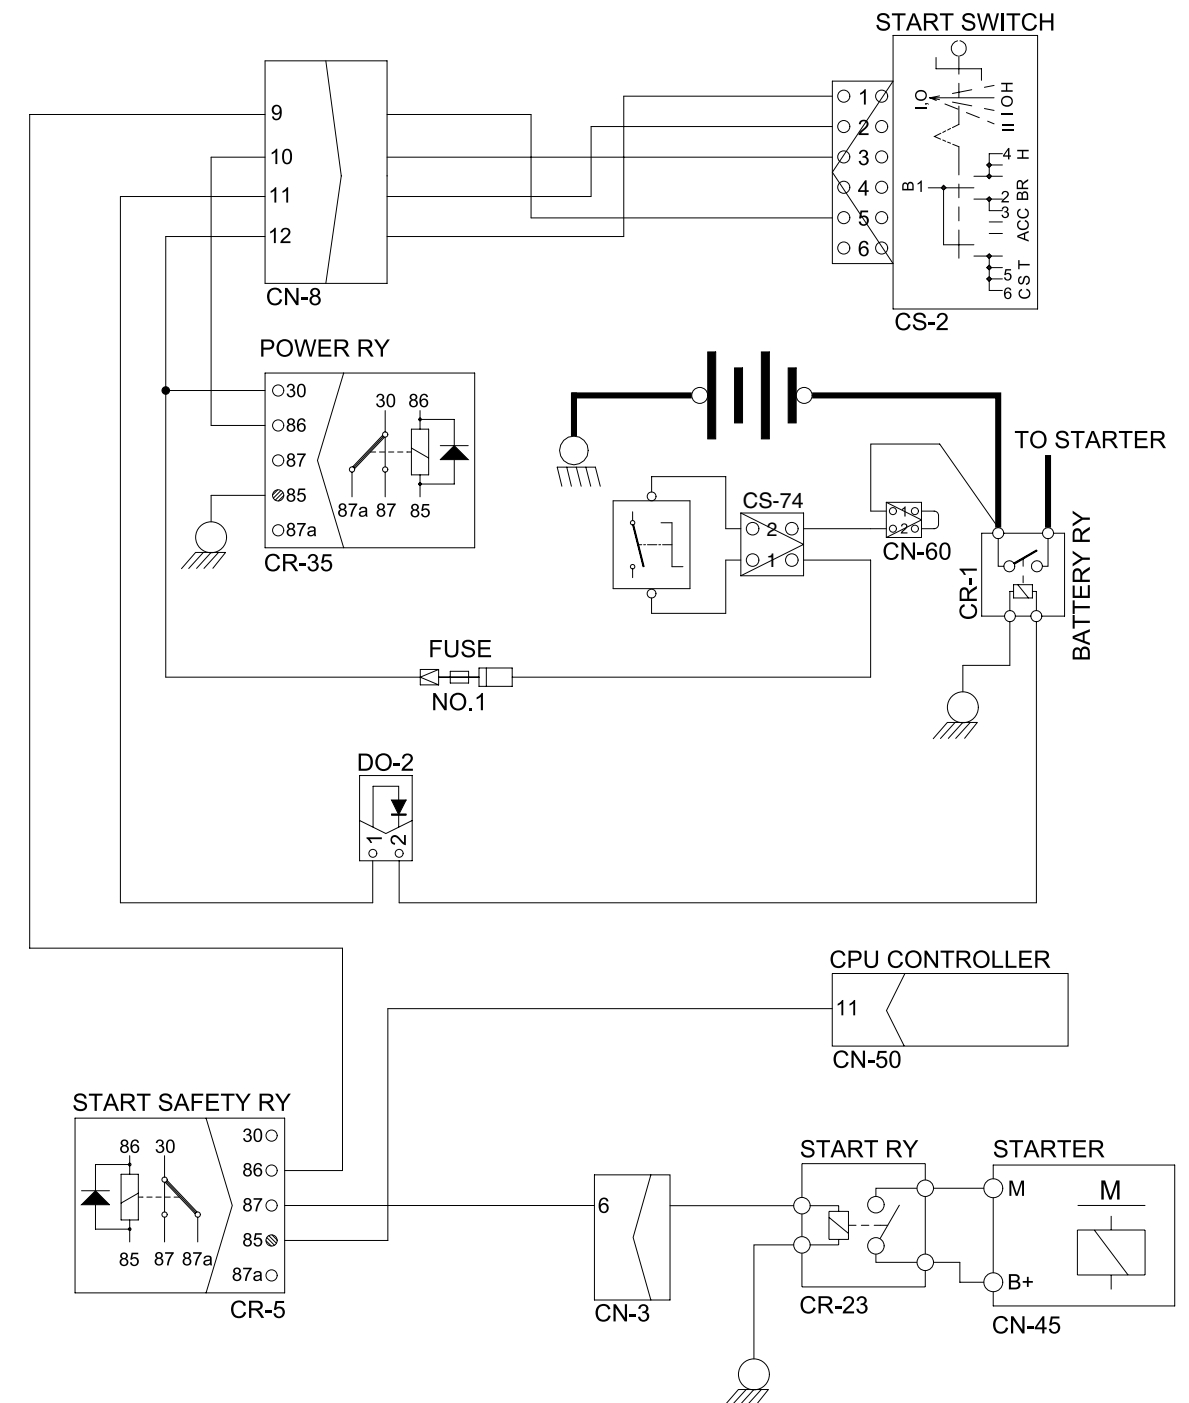 START SWITCH
9
10
11
12
CN-8
1
2
3
4
5
6
I,O
H
O
I
II
B 1
4 H
BR
2
3
ACC
T
5 S
6 C
CS-2
POWER RY
30
86
87
85
87a
30 86
87a 87 85
CR-35
TO STARTER
CS-74
2
1
1
2
CN-60
CR-1
BATTERY RY
FUSE
NO.1
DO-2
1
2
CPU CONTROLLER
11
CN-50
START SAFETY RY
86 30
85 87 87a
30
86
87
85
87a
CR-5
6
CN-3
START RY
CR-23
STARTER
M
M
B+
CN-45